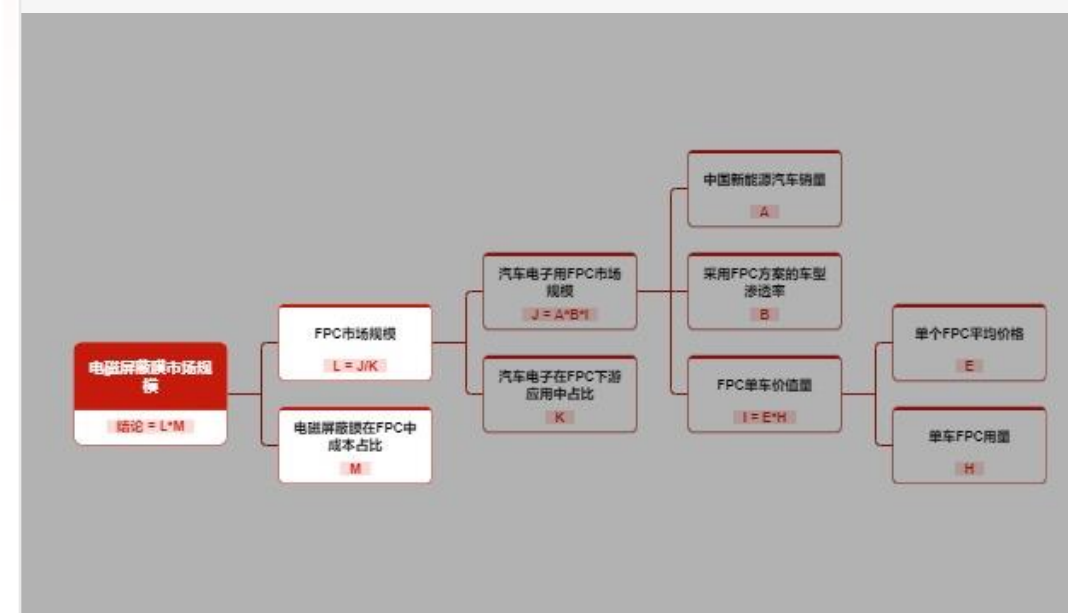 电磁屏蔽膜市场规
模
结论 = L*M
FPC市场规模
L = J/K
电磁屏蔽膜在FPC中
成本占比
M
汽车电子用FPC市场
规模
J = A*B*I
汽车电子在FPC下游
应用中占比
K
中国新能源汽车销量
A
采用FPC方案的车型
渗透率
B
FPC单车价值量
I = E*H
单个FPC平均价格
E
单车FPC用量
H